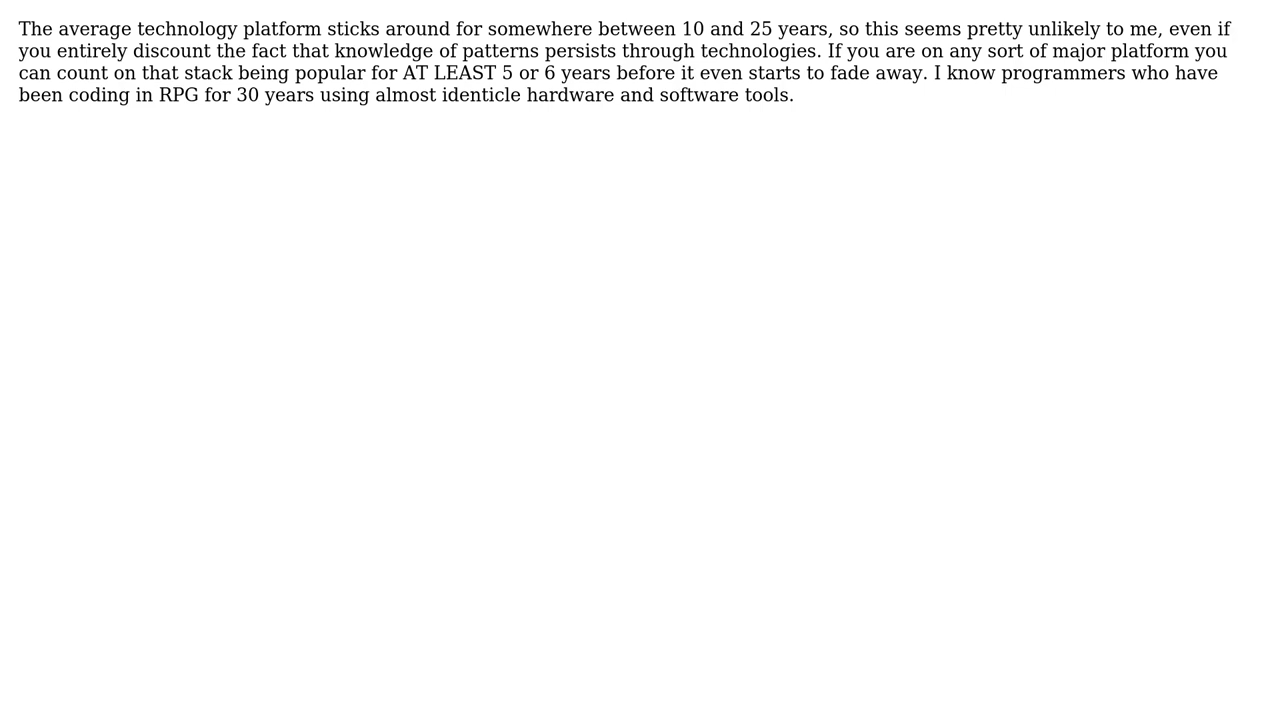 The average technology platform sticks around for somewhere between 10 and 25 years, so this seems pretty unlikely to me, even if
you entirely discount the fact that knowledge of patterns persists through technologies. If you are on any sort of major platform you
can count on that stack being popular for AT LEAST 5 or 6 years before it even starts to fade away. I know programmers who have
been coding in RPG for 30 years using almost identicle hardware and software tools.